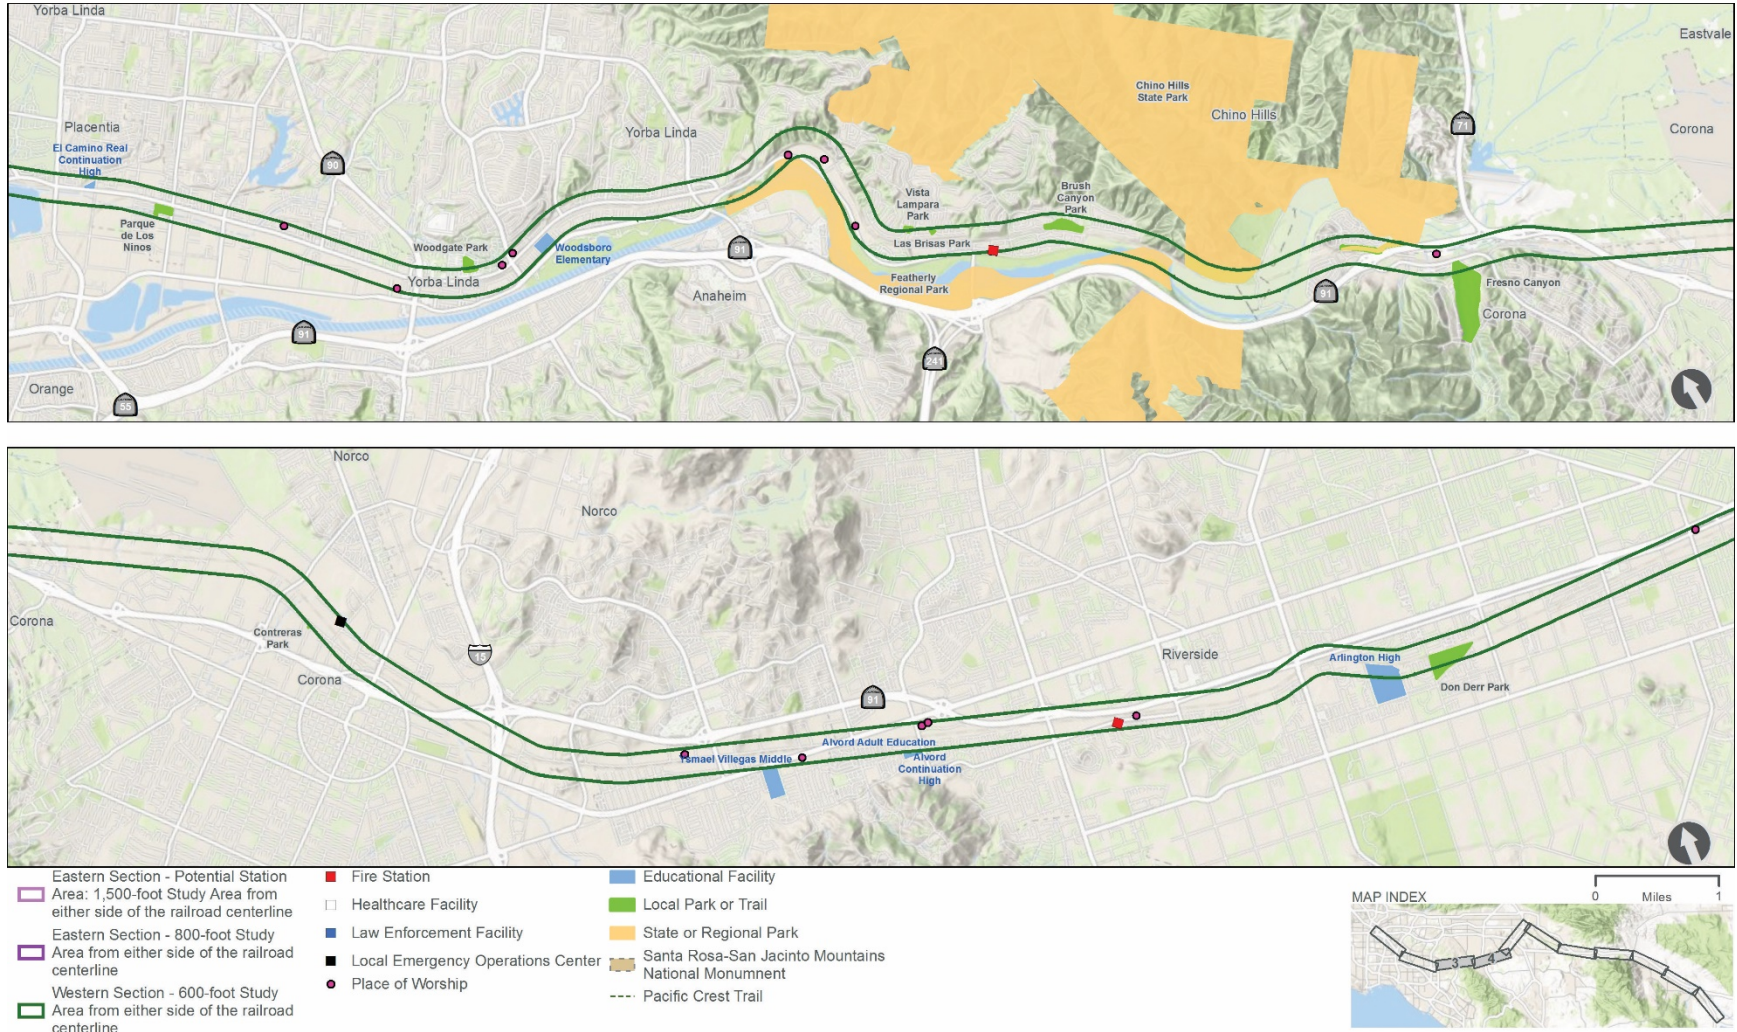 Yorba Linda
Eastvale
Chino Hills
State Park
Chino Hills
71
Placentia
El Camino Real
Continuation
High
90
Yorba Linda
Corona
Vista
Lampara
Park
Brush
Canyon
Park
Parque
de Los
Ninos
Woodgate Park
Woodsboro
Elementary
Las Brisas Park
91
Yorba Linda
Anaheim
Featherly
Regional Park
91
Fresno Canyon
Corona
91
241
Orange
55
Norco
Norco
Corona
Contreras
Park
15
Corona
Riverside
Arlington High
Don Derr Park
91
Alvord Adult Education
Ysmael Villegas Middle
Alvord
Continuation
High
Eastern Section - Potential Station
Area: 1,500-foot Study Area from
either side of the railroad centerline
Eastern Section - 800-foot Study
Area from either side of the railroad
centerline
Western Section - 600-foot Study
Area from either side of the railroad
centerline
Fire Station
Healthcare Facility
Law Enforcement Facility
Local Emergency Operations Center
Place of Worship
Educational Facility
Local Park or Trail
State or Regional Park
Santa Rosa-San Jacinto Mountains
National Monumnent
Pacific Crest Trail
MAP INDEX
0 Miles 1
3 4